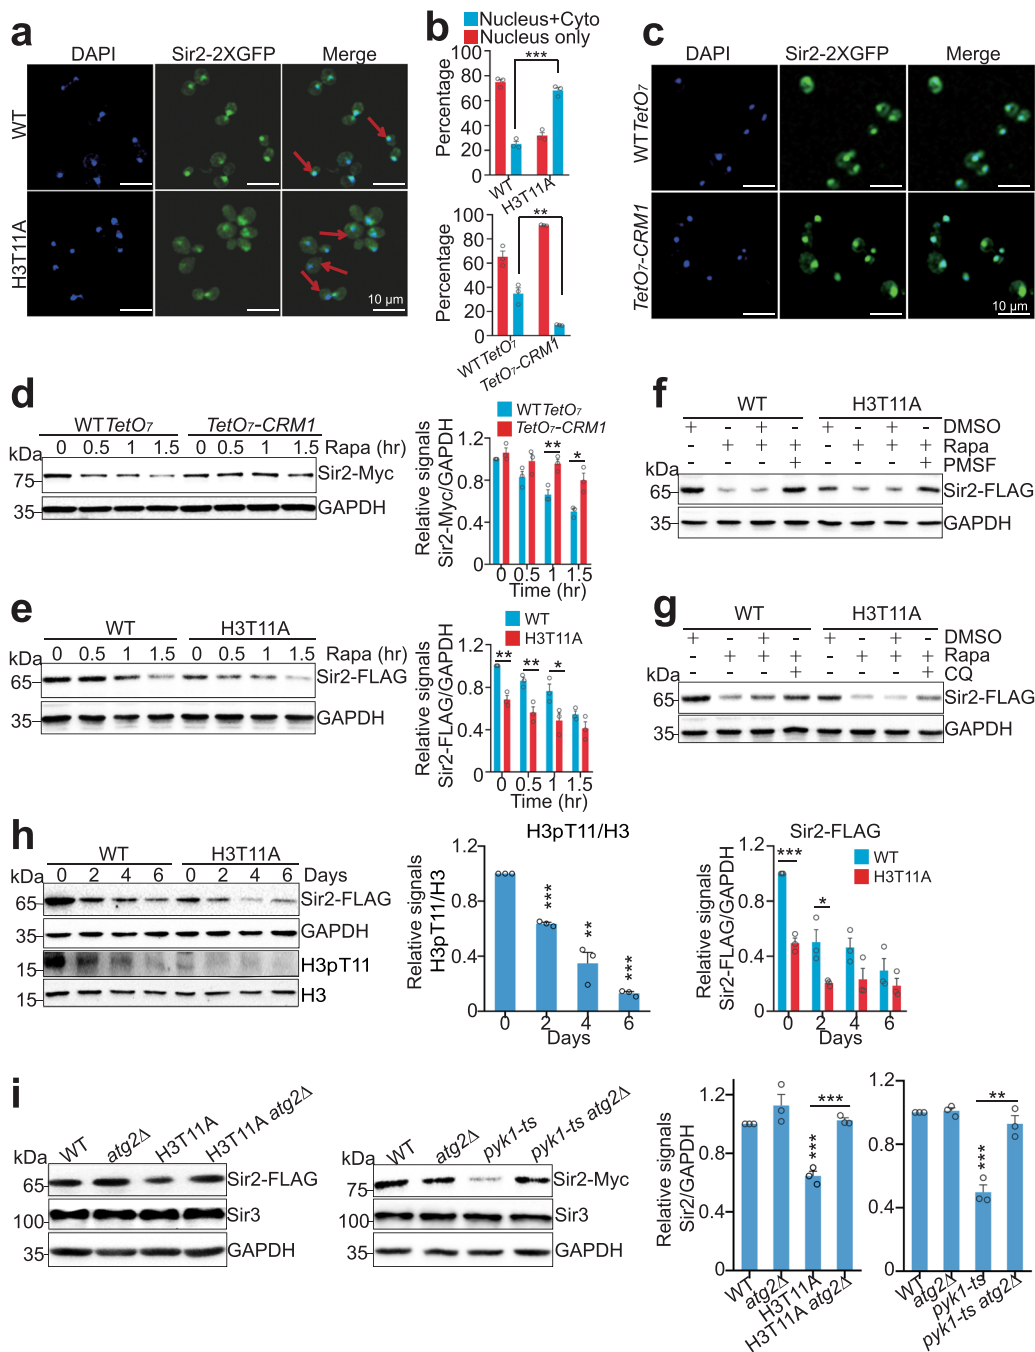 a
DAPI Sir2-2XGFP Merge
WT
H3T11A
10 µm
b
Nucleus+Cyto
Nucleus only
Percentage
100
80
60
40
20
0
***
WT
H3T11A
Percentage
100
80
60
40
20
0
**
WT TetO7
TetO7-CRM1
c
DAPI Sir2-2XGFP Merge
WT TetO7
TetO7-CRM1
10 µm
d
WT TetO7 TetO7-CRM1
kDa 0 0.5 1 1.5 0 0.5 1 1.5 Rapa (hr)
75 Sir2-Myc
35 GAPDH
WT TetO7
TetO7-CRM1
Relative signals
Sir2-Myc/GAPDH
1.2
0.8
0.4
0
** *
0 0.5 1 1.5
Time (hr)
e
WT H3T11A
kDa 0 0.5 1 1.5 0 0.5 1 1.5 Rapa (hr)
65 Sir2-FLAG
35 GAPDH
WT
H3T11A
Relative signals
Sir2-FLAG/GAPDH
1.2
0.8
0.4
0
** ** *
0 0.5 1 1.5
Time (hr)
f
WT H3T11A
+ - + - + - + - DMSO
- + + + - + + + Rapa
- - - + - - - + PMSF
kDa
65 Sir2-FLAG
35 GAPDH
g
WT H3T11A
+ - + - + - + - DMSO
- + + + - + + + Rapa
- - - + - - - + CQ
kDa
65 Sir2-FLAG
35 GAPDH
h
WT H3T11A
kDa 0 2 4 6 0 2 4 6 Days
65 Sir2-FLAG
35 GAPDH
15 H3pT11
15 H3
H3pT11/H3
Relative signals
H3pT11/H3
1.2
0.8
0.4
0
*** ** ***
0 2 4 6
Days
Sir2-FLAG
WT
H3T11A
Relative signals
Sir2-FLAG/GAPDH
1.2
0.8
0.4
0
*** *
0 2 4 6
Days
i
WT atg2Δ H3T11A H3T11A atg2Δ
kDa
65 Sir2-FLAG
100 Sir3
35 GAPDH
WT atg2Δ pyk1-ts pyk1-ts atg2Δ
kDa
75 Sir2-Myc
100 Sir3
35 GAPDH
Relative signals
Sir2/GAPDH
1.2
0.8
0.4
0
*** ***
WT atg2Δ H3T11A H3T11A atg2Δ
1.2
0.8
0.4
0
*** **
WT atg2Δ pyk1-ts pyk1-ts atg2Δ